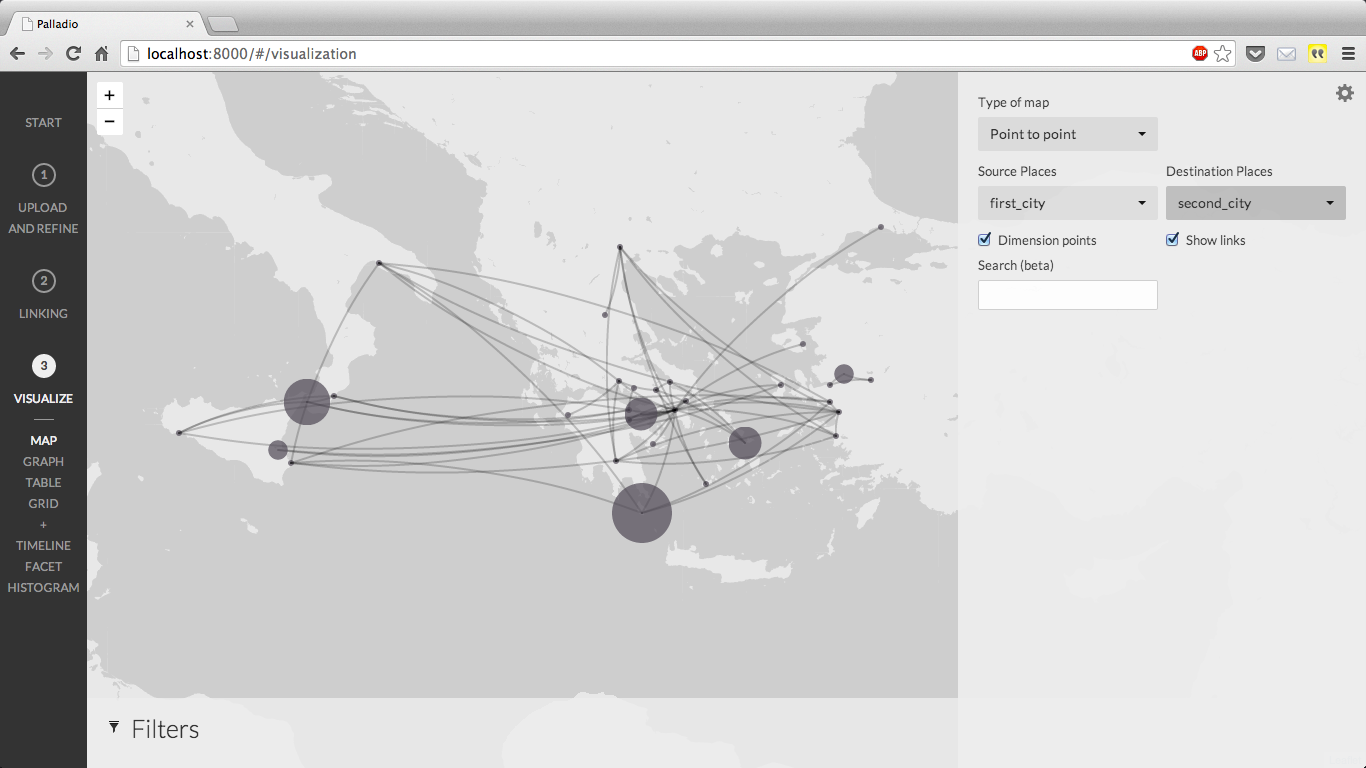 Palladio
localhost:8000/#/visualization
ABP
+
−
START
1
UPLOAD
AND REFINE
2
LINKING
3
VISUALIZE
MAP
GRAPH
TABLE
GRID
+
TIMELINE
FACET
HISTOGRAM
Type of map
Point to point
Source Places Destination Places
first_city second_city
Dimension points Show links
Search (beta)
Filters